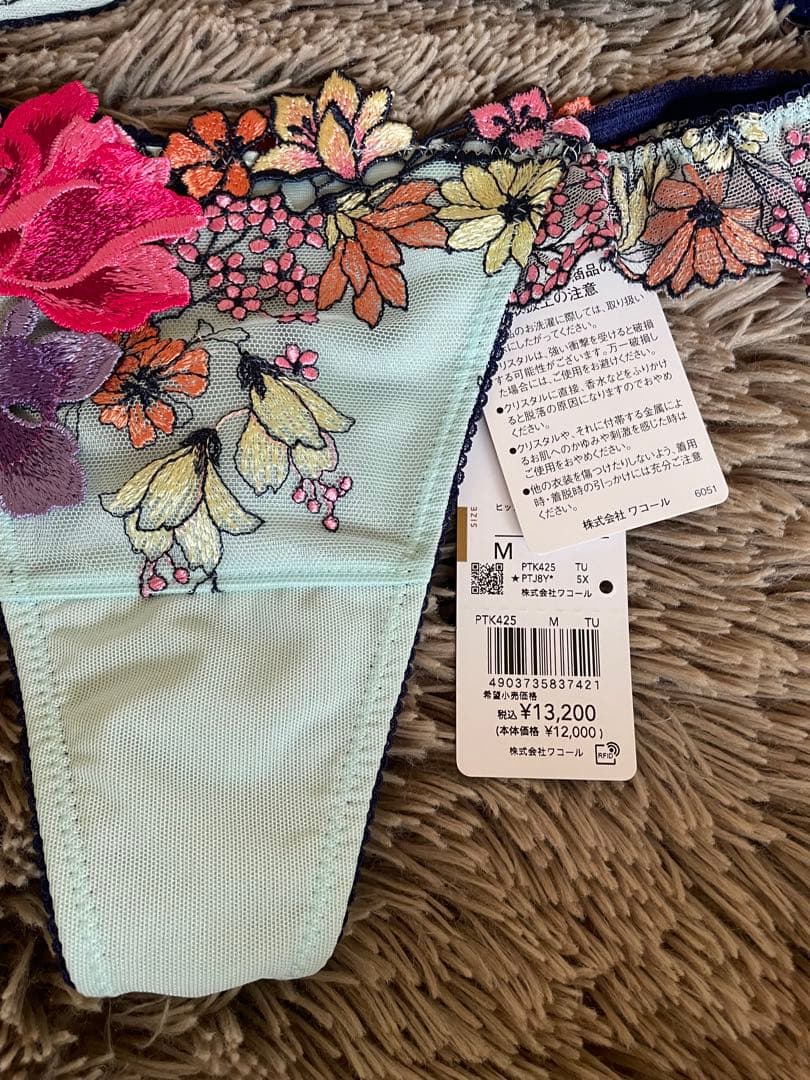 商品の
扱上の注意
品のお洗濯に際しては、取り扱い
にしたがってください。
リスタルは、強い衝撃を受けると破損
する可能性がございます。万一破損し
た場合には、ご使用をお避けください。
●クリスタルに直接、香水などをふりかけ
ると脱落の原因になりますのでおやめ
ください。
●クリスタルや、それに付帯する金属によ
るお肌へのかゆみや刺激を感じた時は
ご使用をおやめください。
●他の衣装を傷つけたりしないよう、着用
時・着脱時の引っかけには充分ご注意
ください。
6051
株式会社 ワコール
SIZE
ヒッ
M
PTK425 TU
★PTJ8Y* 5X
株式会社ワコール
PTK425 M TU
4903735837421
希望小売価格
税込 ¥13,200
(本体価格 ¥12,000)
株式会社ワコール
RFID